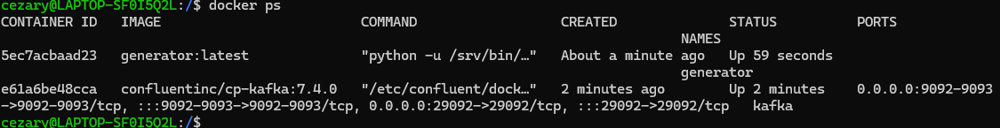 cezary@LAPTOP-SF0I5Q2L:/$ docker ps
CONTAINER ID   IMAGE                             COMMAND                  CREATED              STATUS          PORTS
                                                                                               NAMES
5ec7acbaad23   generator:latest                  "python -u /srv/bin/…"   About a minute ago   Up 59 seconds
                                                                                               generator
e61a6be48cca   confluentinc/cp-kafka:7.4.0       "/etc/confluent/dock…"   2 minutes ago        Up 2 minutes    0.0.0.0:9092-9093
->9092-9093/tcp, :::9092-9093->9092-9093/tcp, 0.0.0.0:29092->29092/tcp, :::29092->29092/tcp   kafka
cezary@LAPTOP-SF0I5Q2L:/$